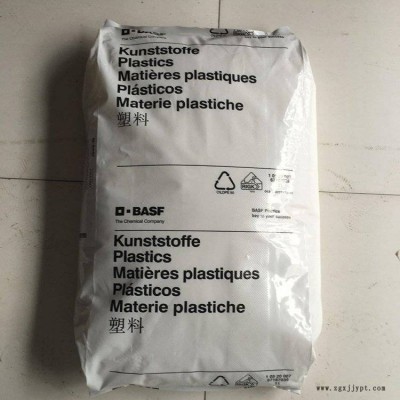 BASF
The Chemical Company
Kunststoffe
Plastics
Matières plastiques
Plásticos
Materie plastiche
塑料
BASF
The Chemical Company
Kunststoffe
Plastics
Matières plastiques
Plásticos
Materie plastiche
塑料
www.zgxjjypt.com